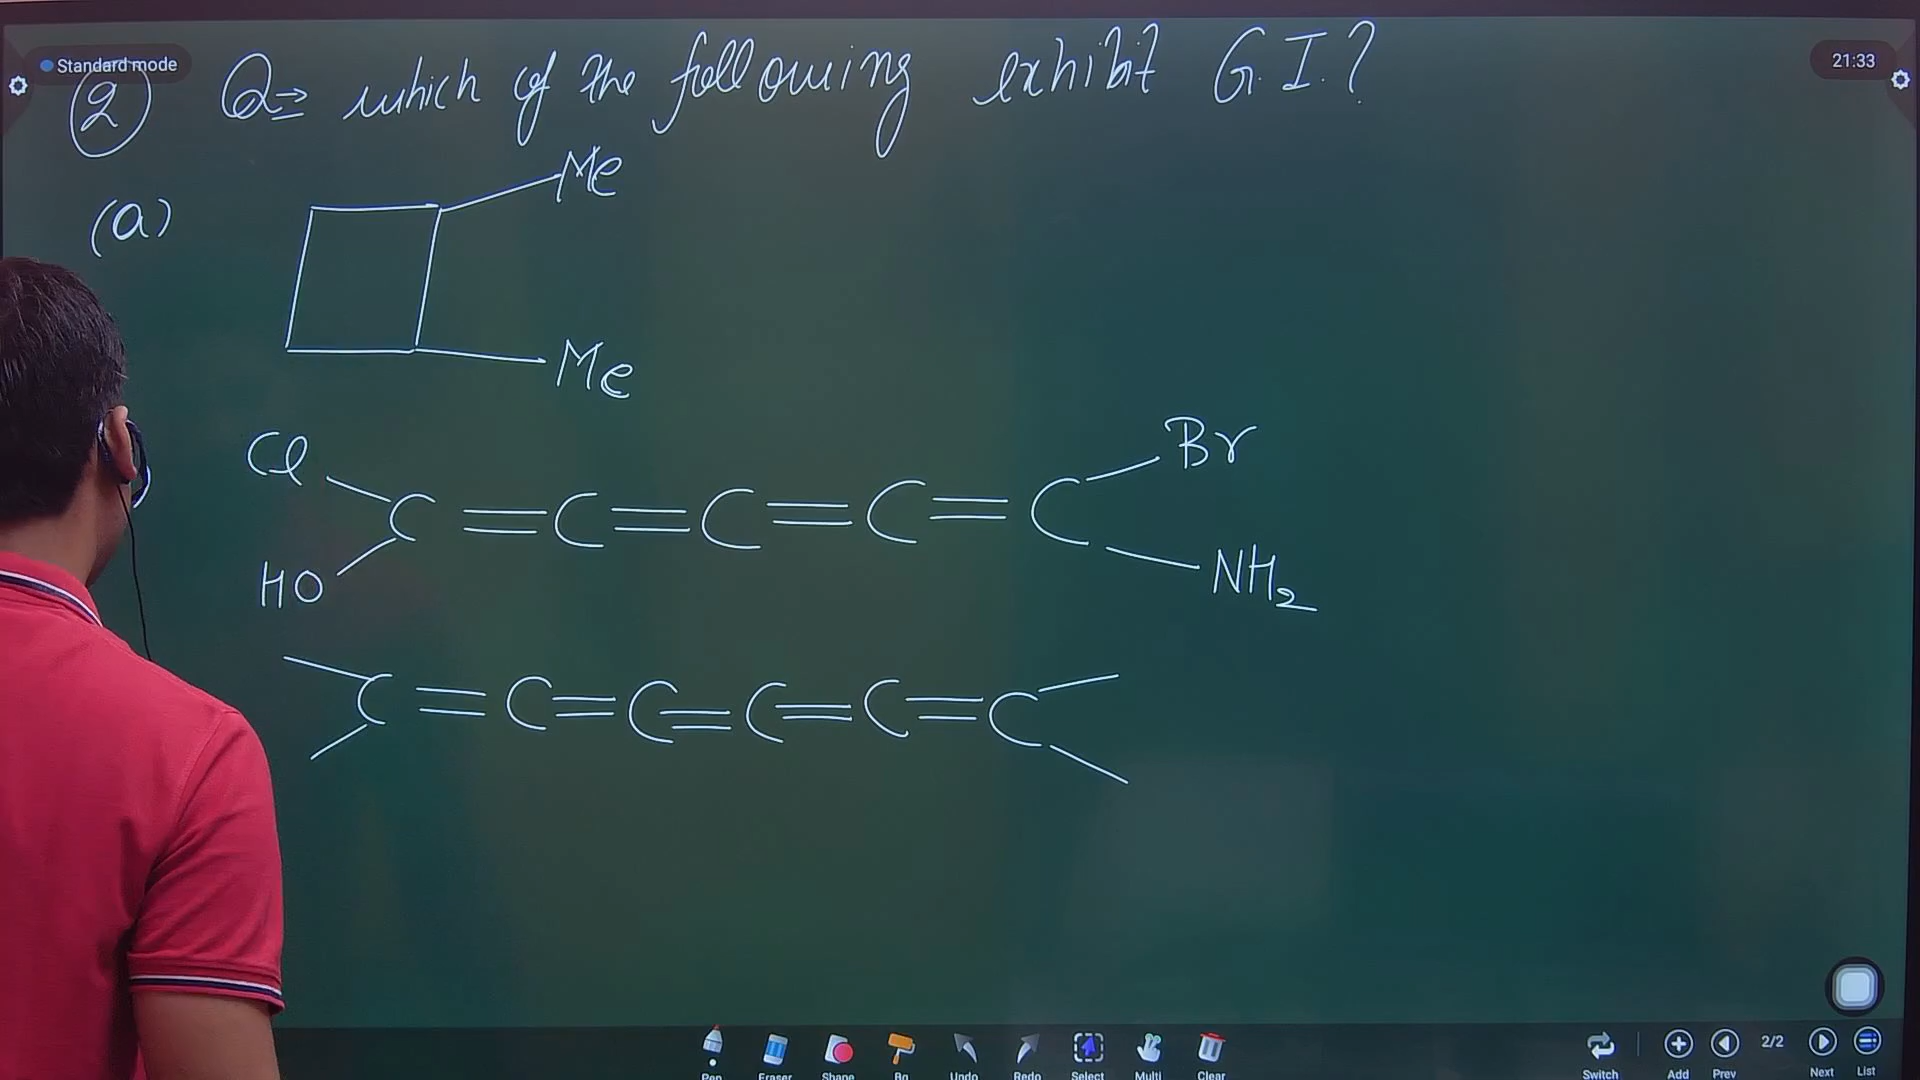 Standard mode
21:33
2 Q⇒ which of the following exhibit G.I.?
(a)
Me
Me
Cl
Br
C=C=C=C=C
HO
NH2
C=C=C=C=C=C
Pen Eraser Shape Bg Undo Redo Select Multi Clear
Switch Add Prev 2/2 Next List